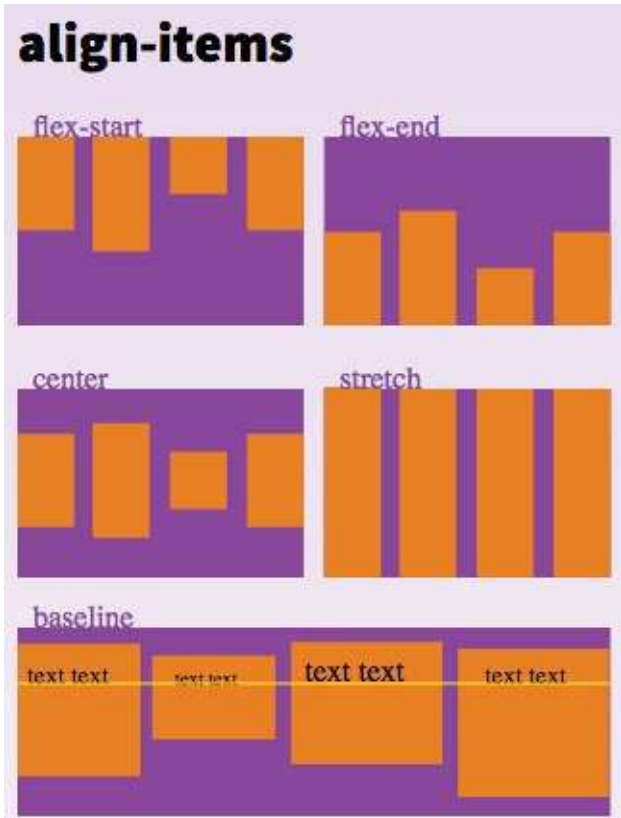 align-items
flex-start
flex-end
center
stretch
baseline
text text
text text
text text
text text